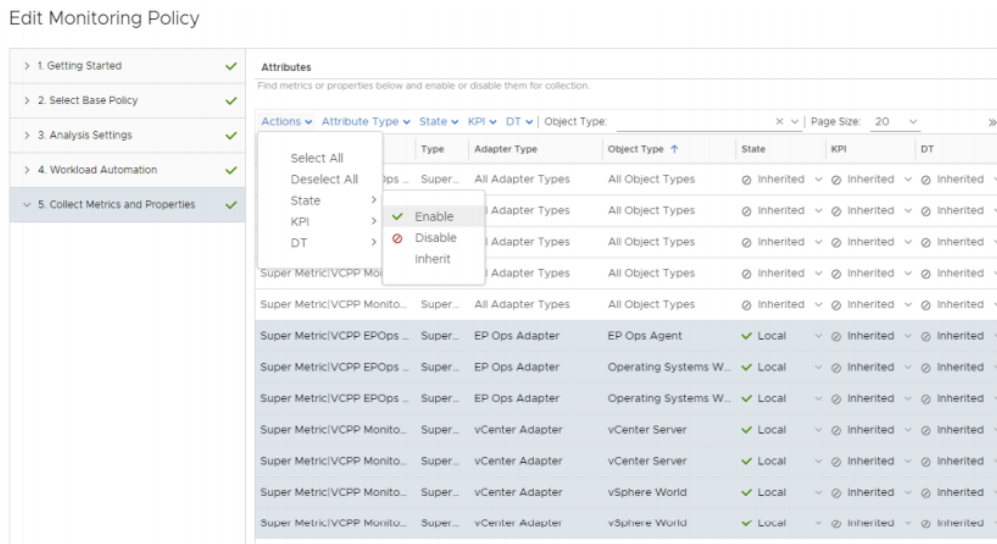 Edit Monitoring Policy
1. Getting Started
2. Select Base Policy
3. Analysis Settings
4. Workload Automation
5. Collect Metrics and Properties
Attributes
Find metrics or properties below and enable or disable them for collection.
Actions Attribute Type State KPI DT Object Type: Page Size: 20
Type Adapter Type Object Type State KPI DT
Select All
Deselect All
State
KPI
DT
Enable
Disable
Inherit
Ops ... Super... All Adapter Types All Object Types Inherited Inherited Inherited
l Adapter Types All Object Types Inherited Inherited Inherited
l Adapter Types All Object Types Inherited Inherited Inherited
Super Metric|VCPP Mon l Adapter Types All Object Types Inherited Inherited Inherited
Super Metric|VCPP Monito... Super... All Adapter Types All Object Types Inherited Inherited Inherited
Super Metric|VCPP EPOps ... Super... EP Ops Adapter EP Ops Agent Local Inherited Inherited
Super Metric|VCPP EPOps ... Super... EP Ops Adapter Operating Systems W... Local Inherited Inherited
Super Metric|VCPP EPOps ... Super... EP Ops Adapter Operating Systems W... Local Inherited Inherited
Super Metric|VCPP Monito... Super... vCenter Adapter vCenter Server Local Inherited Inherited
Super Metric|VCPP Monito... Super... vCenter Adapter vCenter Server Local Inherited Inherited
Super Metric|VCPP Monito... Super... vCenter Adapter vSphere World Local Inherited Inherited
Super Metric|VCPP Monito... Super... vCenter Adapter vSphere World Local Inherited Inherited